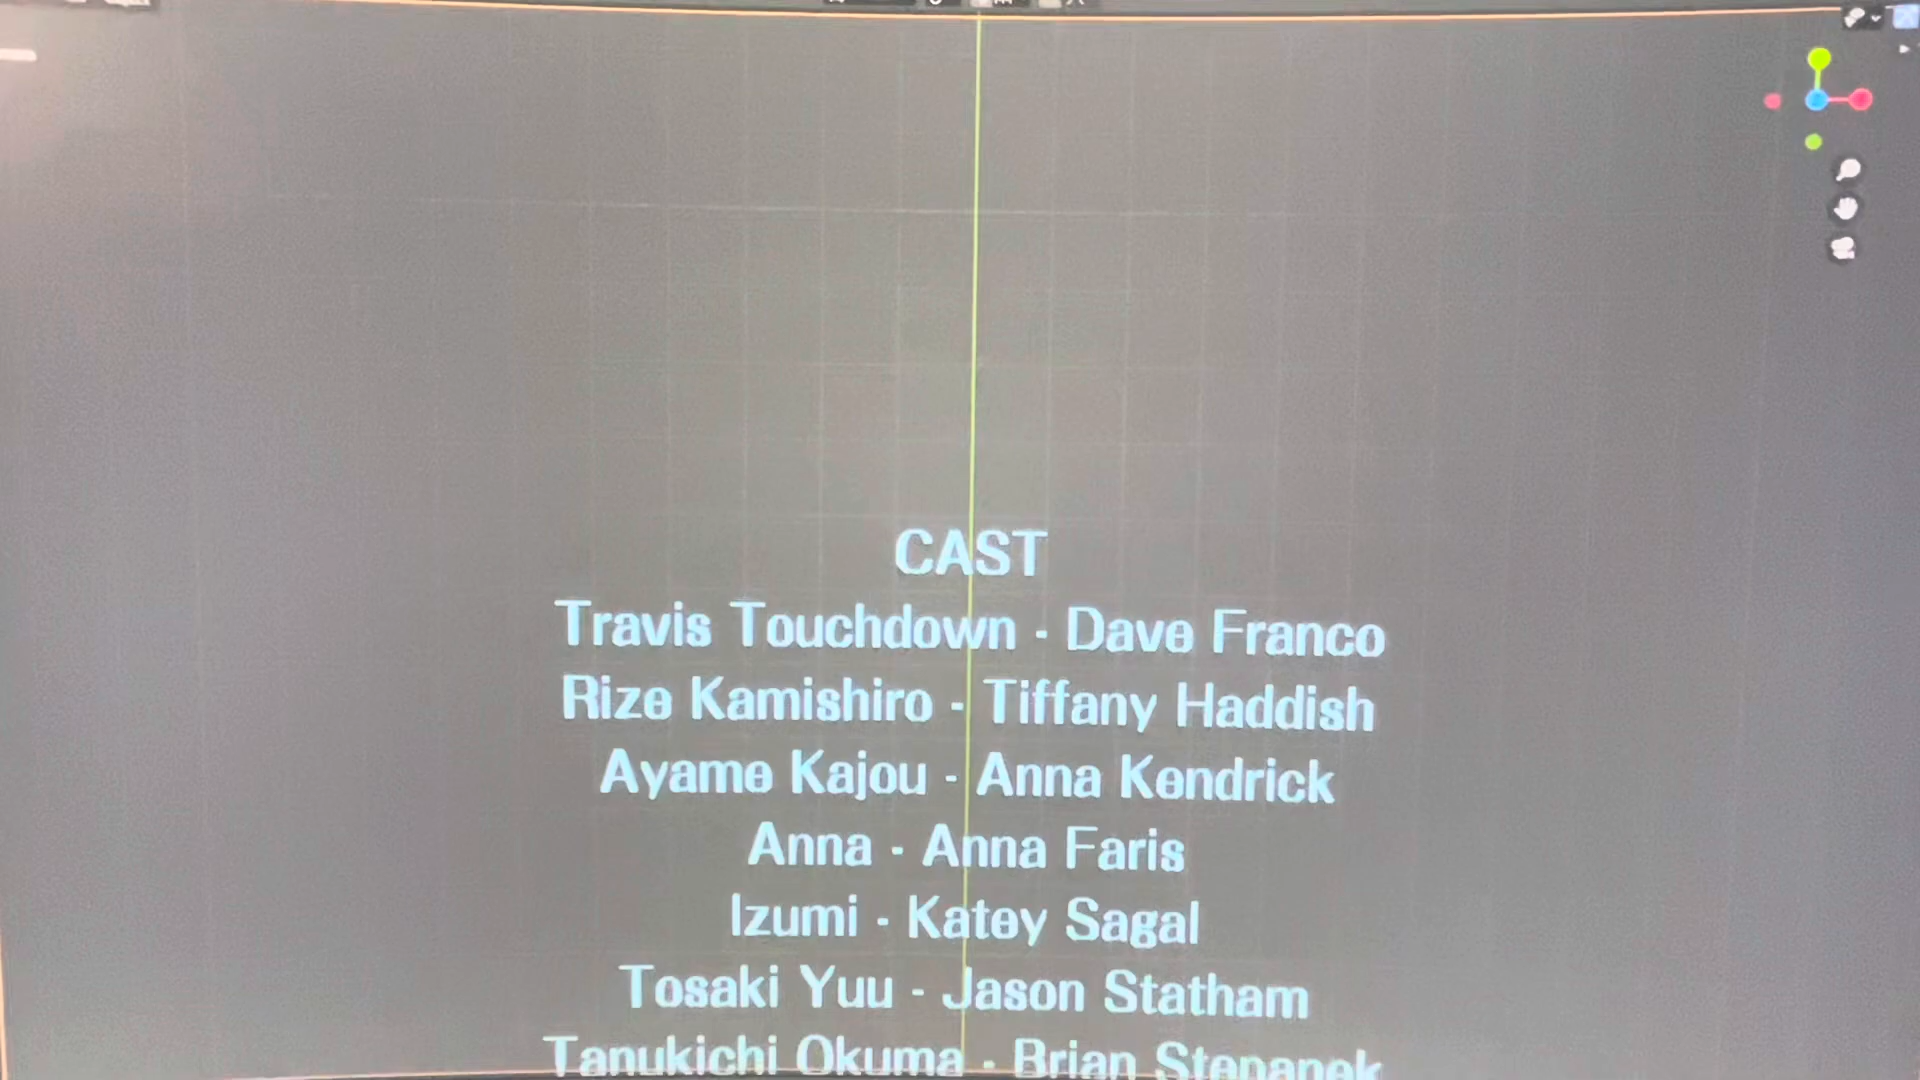 CAST
Travis Touchdown - Dave Franco
Rize Kamishiro - Tiffany Haddish
Ayame Kajou - Anna Kendrick
Anna - Anna Faris
Izumi - Katey Sagal
Tosaki Yuu - Jason Statham
Tanukichi Okuma - Brian Stepanek